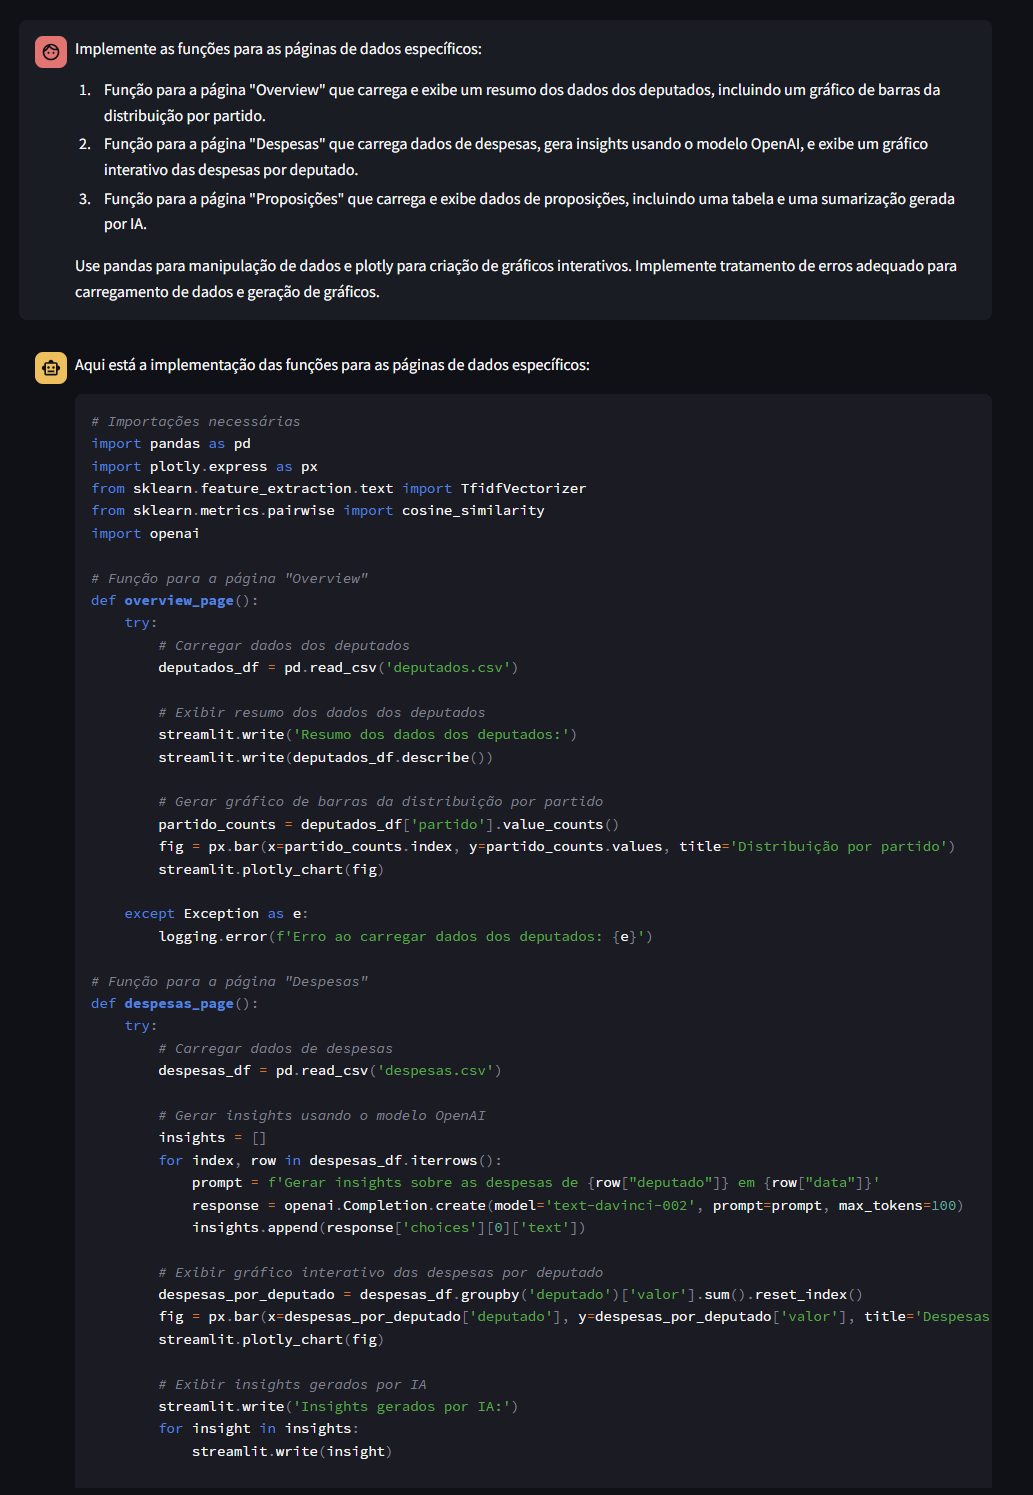 Implemente as funções para as páginas de dados específicos:
1. Função para a página "Overview" que carrega e exibe um resumo dos dados dos deputados, incluindo um gráfico de barras da
distribuição por partido.
2. Função para a página "Despesas" que carrega dados de despesas, gera insights usando o modelo OpenAI, e exibe um gráfico
interativo das despesas por deputado.
3. Função para a página "Proposições" que carrega e exibe dados de proposições, incluindo uma tabela e uma sumarização gerada
por IA.
Use pandas para manipulação de dados e plotly para criação de gráficos interativos. Implemente tratamento de erros adequado para
carregamento de dados e geração de gráficos.
Aqui está a implementação das funções para as páginas de dados específicos:
# Importações necessárias
import pandas as pd
import plotly.express as px
from sklearn.feature_extraction.text import TfidfVectorizer
from sklearn.metrics.pairwise import cosine_similarity
import openai
# Função para a página "Overview"
def overview_page():
    try:
        # Carregar dados dos deputados
        deputados_df = pd.read_csv('deputados.csv')
        # Exibir resumo dos dados dos deputados
        streamlit.write('Resumo dos dados dos deputados:')
        streamlit.write(deputados_df.describe())
        # Gerar gráfico de barras da distribuição por partido
        partido_counts = deputados_df['partido'].value_counts()
        fig = px.bar(x=partido_counts.index, y=partido_counts.values, title='Distribuição por partido')
        streamlit.plotly_chart(fig)
    except Exception as e:
        logging.error(f'Erro ao carregar dados dos deputados: {e}')
# Função para a página "Despesas"
def despesas_page():
    try:
        # Carregar dados de despesas
        despesas_df = pd.read_csv('despesas.csv')
        # Gerar insights usando o modelo OpenAI
        insights = []
        for index, row in despesas_df.iterrows():
            prompt = f'Gerar insights sobre as despesas de {row["deputado"]} em {row["data"]}'
            response = openai.Completion.create(model='text-davinci-002', prompt=prompt, max_tokens=100)
            insights.append(response['choices'][0]['text'])
        # Exibir gráfico interativo das despesas por deputado
        despesas_por_deputado = despesas_df.groupby('deputado')['valor'].sum().reset_index()
        fig = px.bar(x=despesas_por_deputado['deputado'], y=despesas_por_deputado['valor'], title='Despesas
        streamlit.plotly_chart(fig)
        # Exibir insights gerados por IA
        streamlit.write('Insights gerados por IA:')
        for insight in insights:
            streamlit.write(insight)